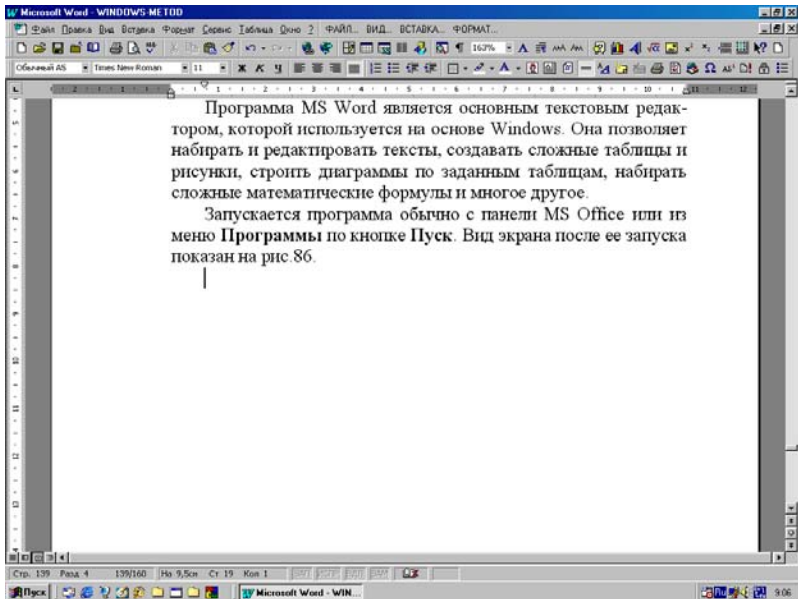 Microsoft Word - WINDOWS-METOD
Файл Правка Вид Вставка Формат Сервис Таблица Окно ? ФАЙЛ... ВИД... ВСТАВКА... ФОРМАТ...
163%
Обычный AS Times New Roman 11 Ж К Ч
Программа MS Word является основным текстовым редак-
тором, которой используется на основе Windows. Она позволяет
набирать и редактировать тексты, создавать сложные таблицы и
рисунки, строить диаграммы по заданным таблицам, набирать
сложные математические формулы и многое другое.
Запускается программа обычно с панели MS Office или из
меню Программы по кнопке Пуск. Вид экрана после ее запуска
показан на рис.86.
Стр. 139 Разд 4 139/160 На 9,5см Ст 19 Кол 1
Пуск Microsoft Word - WIN... Ru 9:06